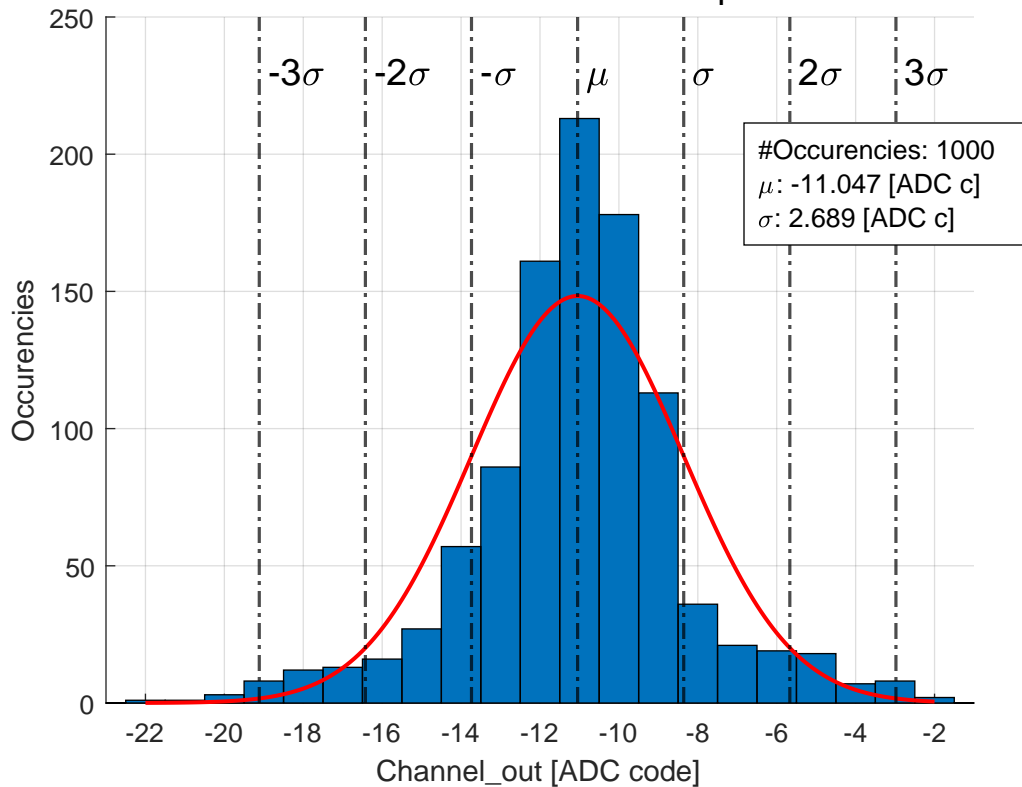 250
200
150
100
50
0
-3σ
-2σ
-σ
μ
σ
2σ
3σ
#Occurencies: 1000
μ: -11.047 [ADC c]
σ: 2.689 [ADC c]
Occurencies
-22
-20
-18
-16
-14
-12
-10
-8
-6
-4
-2
Channel_out [ADC code]